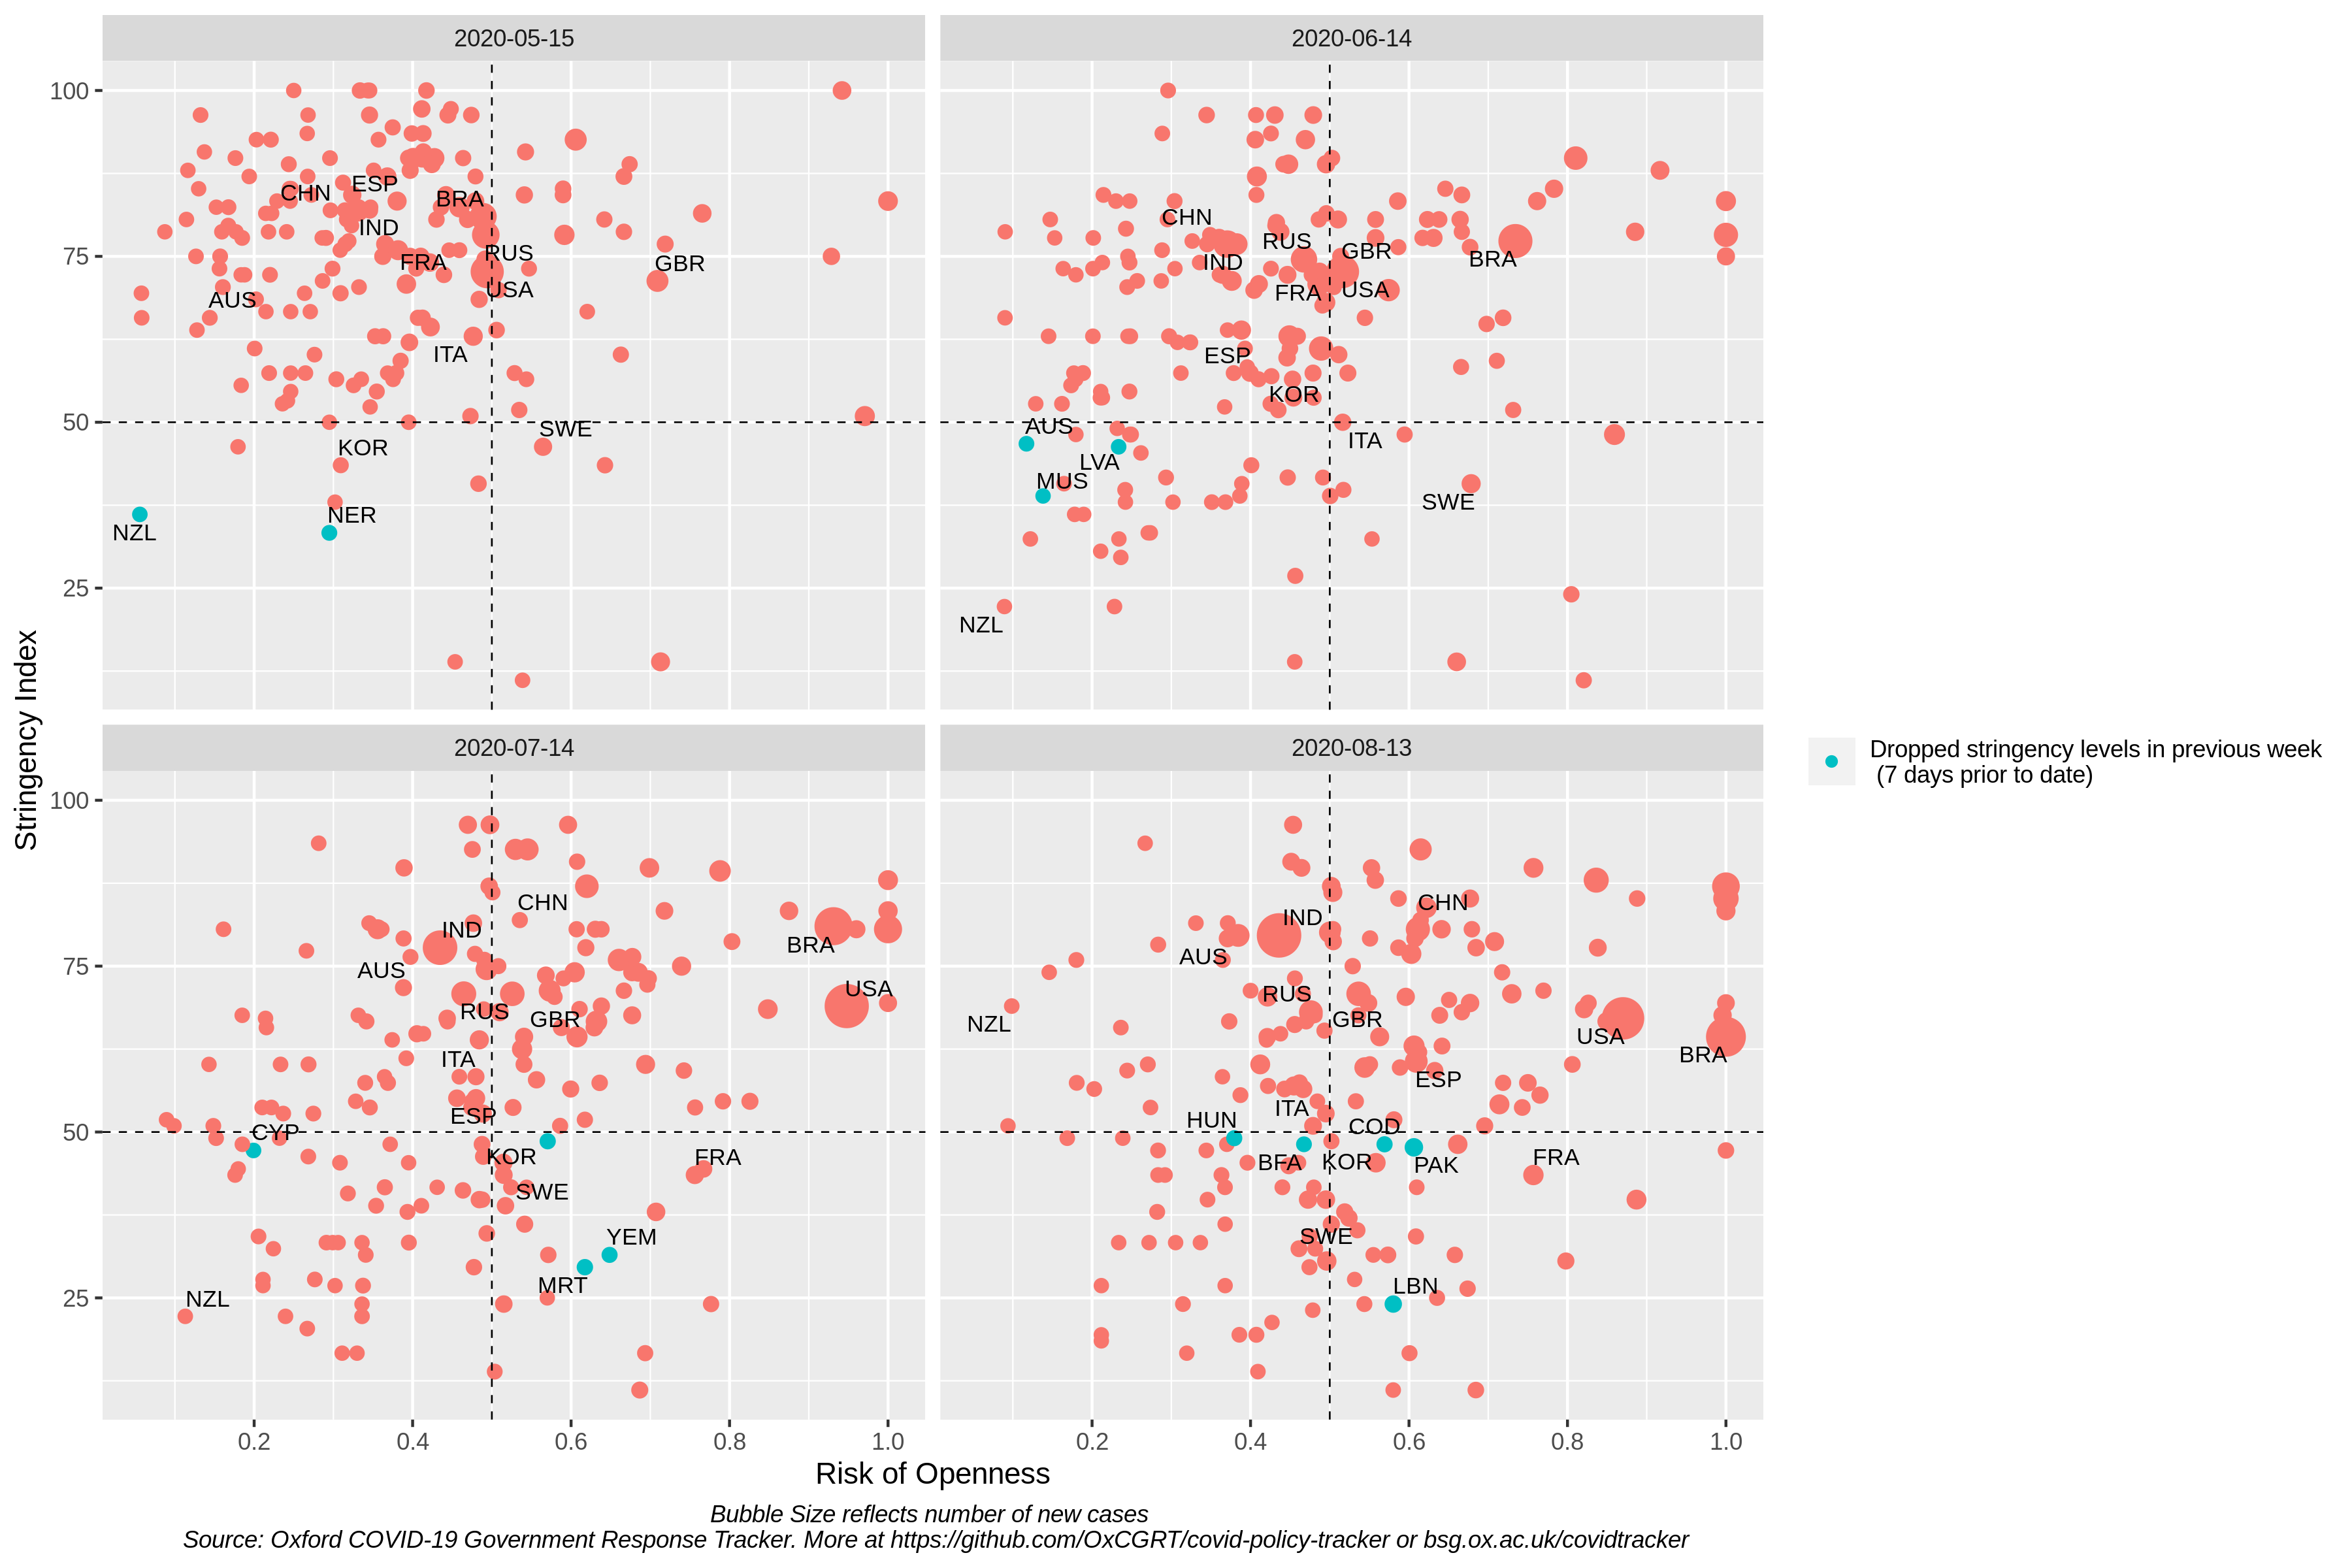 2020-05-15
2020-06-14
Stringency Index
100
75
50
25
CHN
ESP
BRA
IND
RUS
FRA
GBR
USA
AUS
ITA
SWE
KOR
NER
NZL
CHN
RUS
GBR
BRA
IND
FRA
USA
ESP
KOR
AUS
ITA
LVA
MUS
SWE
NZL
2020-07-14
2020-08-13
100
75
50
25
CHN
IND
BRA
AUS
USA
RUS
GBR
ITA
ESP
CYP
KOR
FRA
SWE
YEM
MRT
NZL
CHN
IND
AUS
RUS
NZL
GBR
USA
BRA
ESP
ITA
HUN
COD
BFA
KOR
PAK
FRA
SWE
LBN
0.2
0.4
0.6
0.8
1.0
0.2
0.4
0.6
0.8
1.0
Risk of Openness
Dropped stringency levels in previous week
(7 days prior to date)
Bubble Size reflects number of new cases
Source: Oxford COVID-19 Government Response Tracker. More at https://github.com/OxCGRT/covid-policy-tracker or bsg.ox.ac.uk/covidtracker